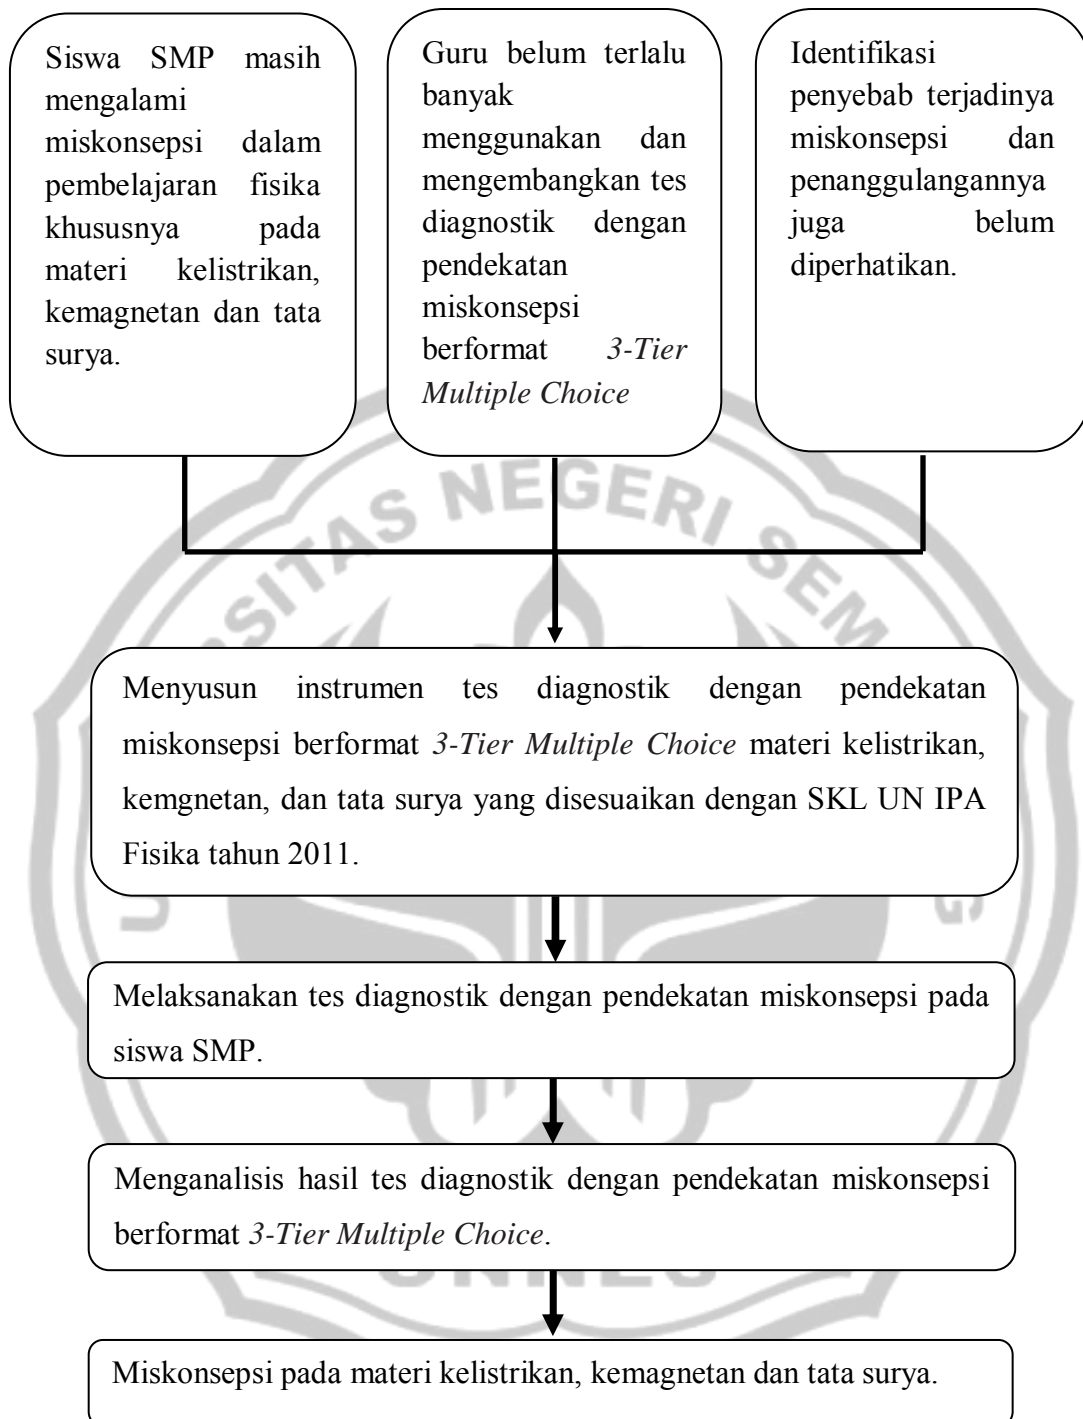 Siswa SMP masih
mengalami
miskonsepsi dalam
pembelajaran fisika
khususnya pada
materi kelistrikan,
kemagnetan dan tata
surya.
Guru belum terlalu
banyak
menggunakan dan
mengembangkan tes
diagnostik dengan
pendekatan
miskonsepsi
berformat 3-Tier
Multiple Choice
Identifikasi
penyebab terjadinya
miskonsepsi dan
penanggulangannya
juga belum
diperhatikan.
Menyusun instrumen tes diagnostik dengan pendekatan
miskonsepsi berformat 3-Tier Multiple Choice materi kelistrikan,
kemgnetan, dan tata surya yang disesuaikan dengan SKL UN IPA
Fisika tahun 2011.
Melaksanakan tes diagnostik dengan pendekatan miskonsepsi pada
siswa SMP.
Menganalisis hasil tes diagnostik dengan pendekatan miskonsepsi
berformat 3-Tier Multiple Choice.
Miskonsepsi pada materi kelistrikan, kemagnetan dan tata surya.
NEGERI
UNNES